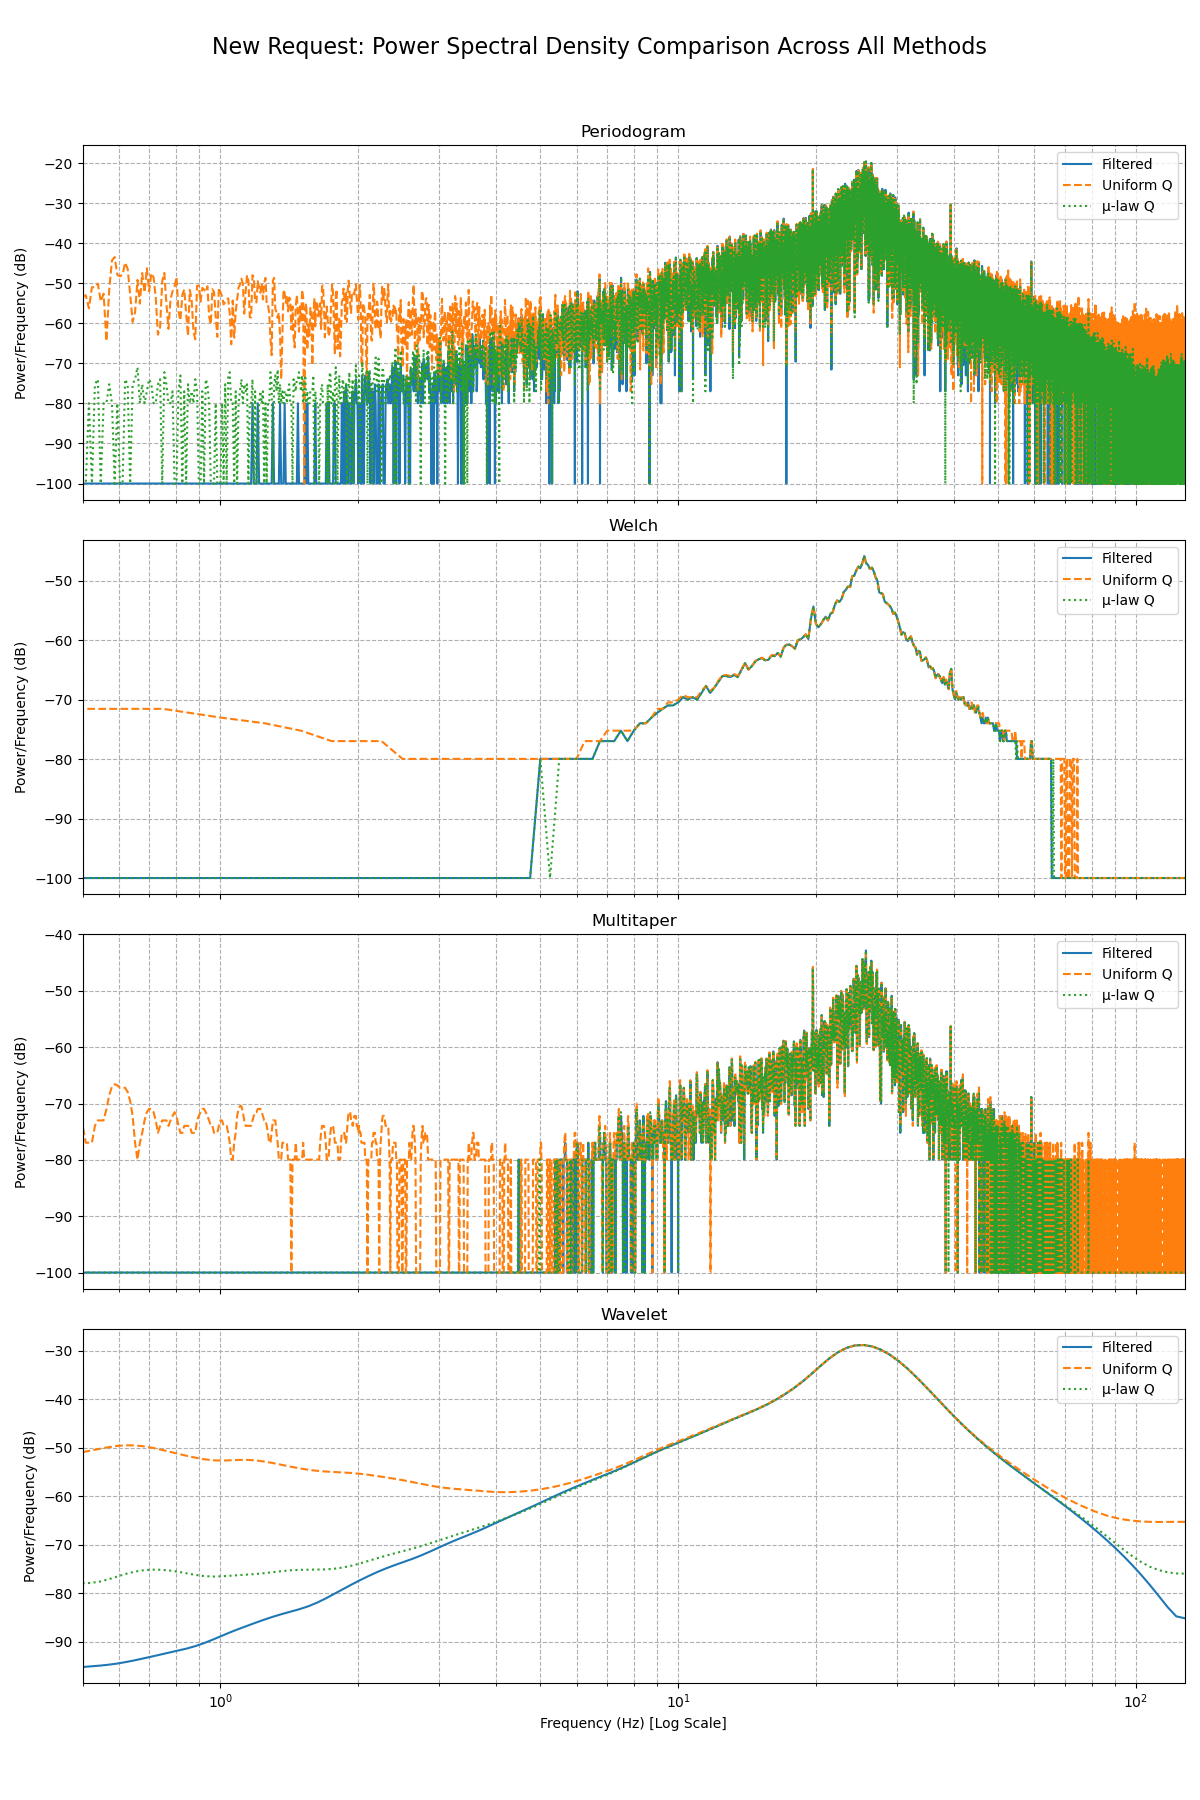 New Request: Power Spectral Density Comparison Across All Methods
Periodogram
Power/Frequency (dB)
−20
−30
−40
−50
−60
−70
−80
−90
−100
Filtered
Uniform Q
μ-law Q
Welch
Power/Frequency (dB)
−50
−60
−70
−80
−90
−100
Filtered
Uniform Q
μ-law Q
Multitaper
Power/Frequency (dB)
−40
−50
−60
−70
−80
−90
−100
Filtered
Uniform Q
μ-law Q
Wavelet
Power/Frequency (dB)
−30
−40
−50
−60
−70
−80
−90
Filtered
Uniform Q
μ-law Q
10⁰ 10¹ 10²
Frequency (Hz) [Log Scale]